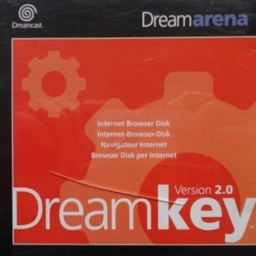 Dreamcast.
Dreamarena
Internet Browser Disk
Internet-Browser-Disk
Navigateur Internet
Browser Disk per Internet
Version 2.0
Dreamkey